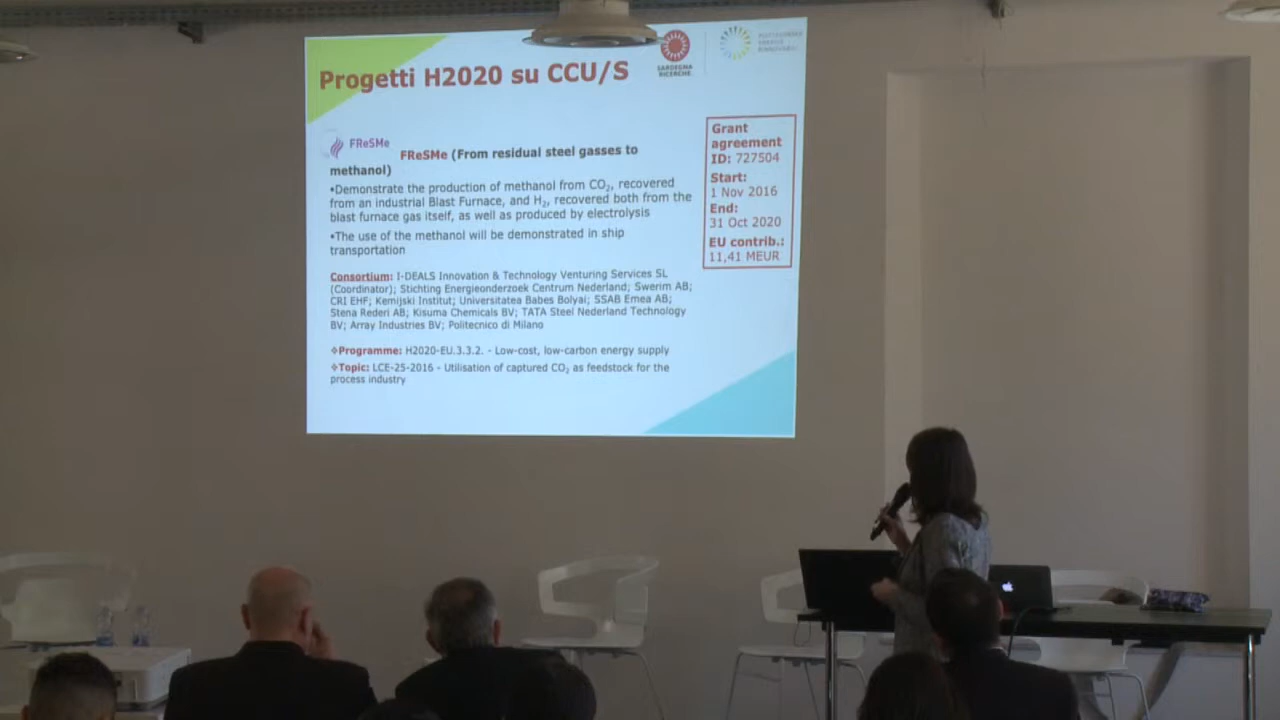 Progetti H2020 su CCU/S
SARDEGNA
RICERCHE
FReSMe
FReSMe (From residual steel gasses to
methanol)
•Demonstrate the production of methanol from CO2, recovered
from an industrial Blast Furnace, and H2, recovered both from the
blast furnace gas itself, as well as produced by electrolysis
•The use of the methanol will be demonstrated in ship
transportation
Consortium: I-DEALS Innovation & Technology Venturing Services SL
(Coordinator); Stichting Energieonderzoek Centrum Nederland; Swerim AB;
CRI EHF; Kemijski Institut; Universitatea Babes Bolyai; SSAB Emea AB;
Stena Rederi AB; Kisuma Chemicals BV; TATA Steel Nederland Technology
BV; Array Industries BV; Politecnico di Milano
❖Programme: H2020-EU.3.3.2. - Low-cost, low-carbon energy supply
❖Topic: LCE-25-2016 - Utilisation of captured CO2 as feedstock for the
process industry
Grant
agreement
ID: 727504
Start:
1 Nov 2016
End:
31 Oct 2020
EU contrib.:
11,41 MEUR